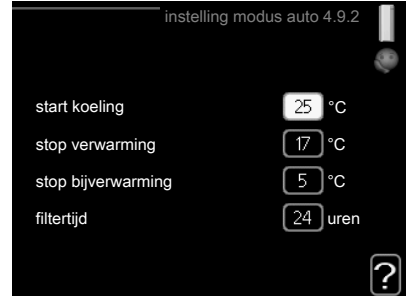 instelling modus auto 4.9.2
start koeling 25 °C
stop verwarming 17 °C
stop bijverwarming 5 °C
filtertijd 24 uren
?